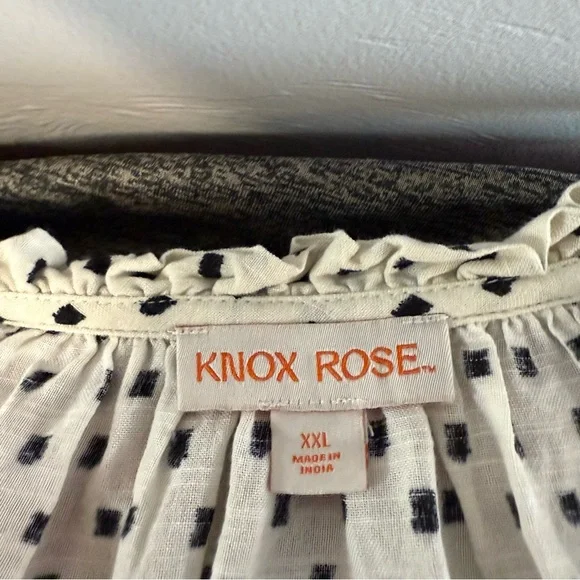 KNOX ROSE™
XXL
MADE IN
INDIA